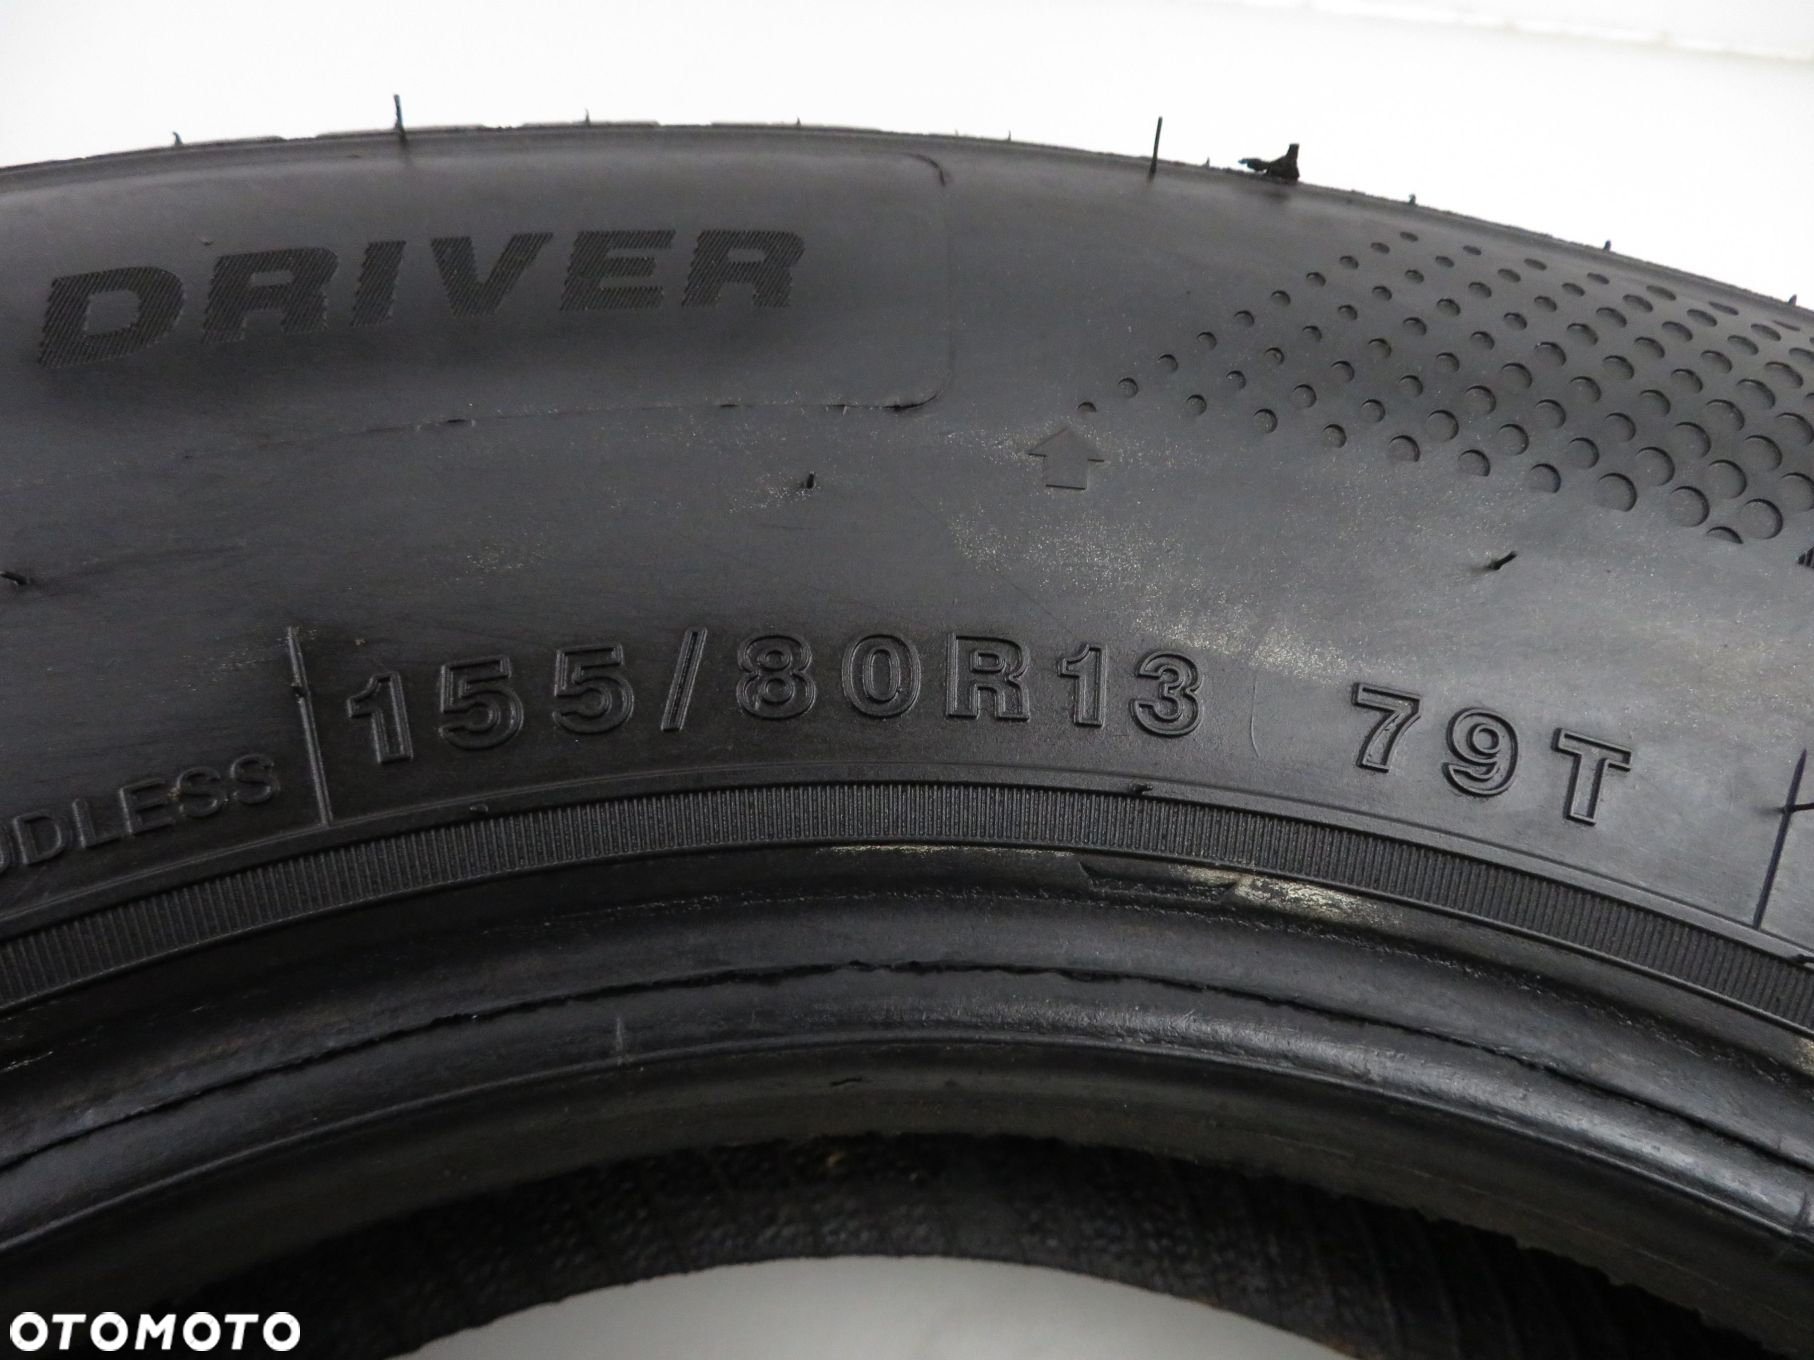 DRIVER
155/80R13 79T
OTOMOTO